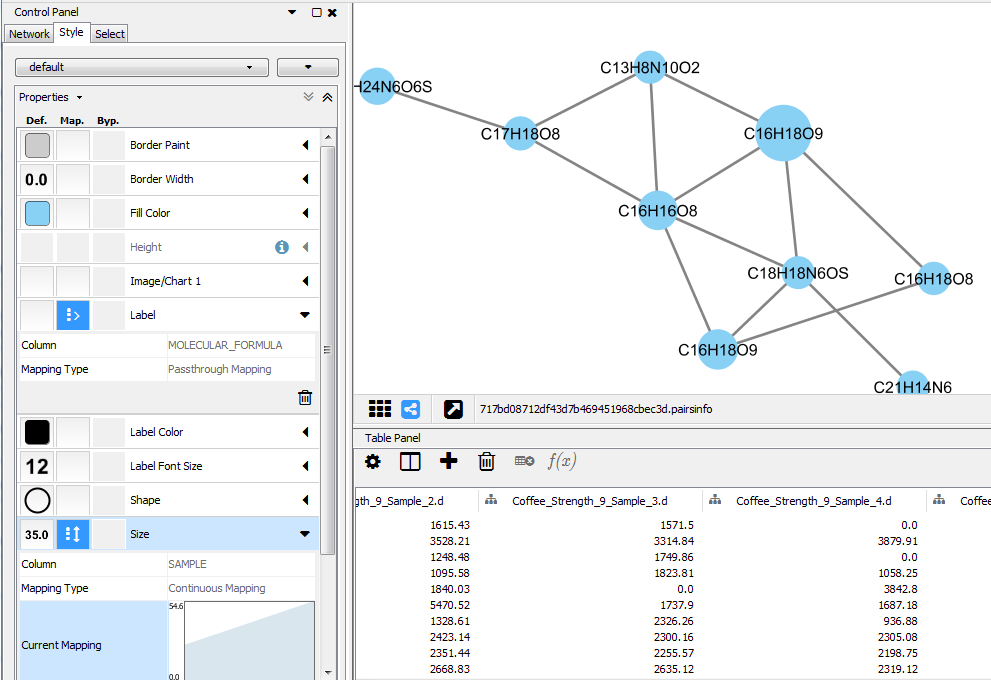 Control Panel
Network Style Select
default
Properties
Def. Map. Byp.
Border Paint
0.0 Border Width
Fill Color
Height
Image/Chart 1
Label
Column MOLECULAR_FORMULA
Mapping Type Passthrough Mapping
Label Color
12 Label Font Size
Shape
35.0 Size
Column SAMPLE
Mapping Type Continuous Mapping
54.6
Current Mapping
0.0
H24N6O6S
C13H8N10O2
C17H18O8
C16H18O9
C16H16O8
C18H18N6OS
C16H18O8
C16H18O9
C21H14N6
717bd08712df43d7b469451968cbec3d.pairsinfo
Table Panel
f(x)
gth_9_Sample_2.d Coffee_Strength_9_Sample_3.d Coffee_Strength_9_Sample_4.d Coffee
1615.43 1571.5 0.0
3528.21 3314.84 3879.91
1248.48 1749.86 0.0
1095.58 1823.81 1058.25
1840.03 0.0 3842.8
5470.52 1737.9 1687.18
1328.61 2326.26 936.88
2423.14 2300.16 2305.08
2351.44 2255.57 2198.75
2668.83 2635.12 2319.12